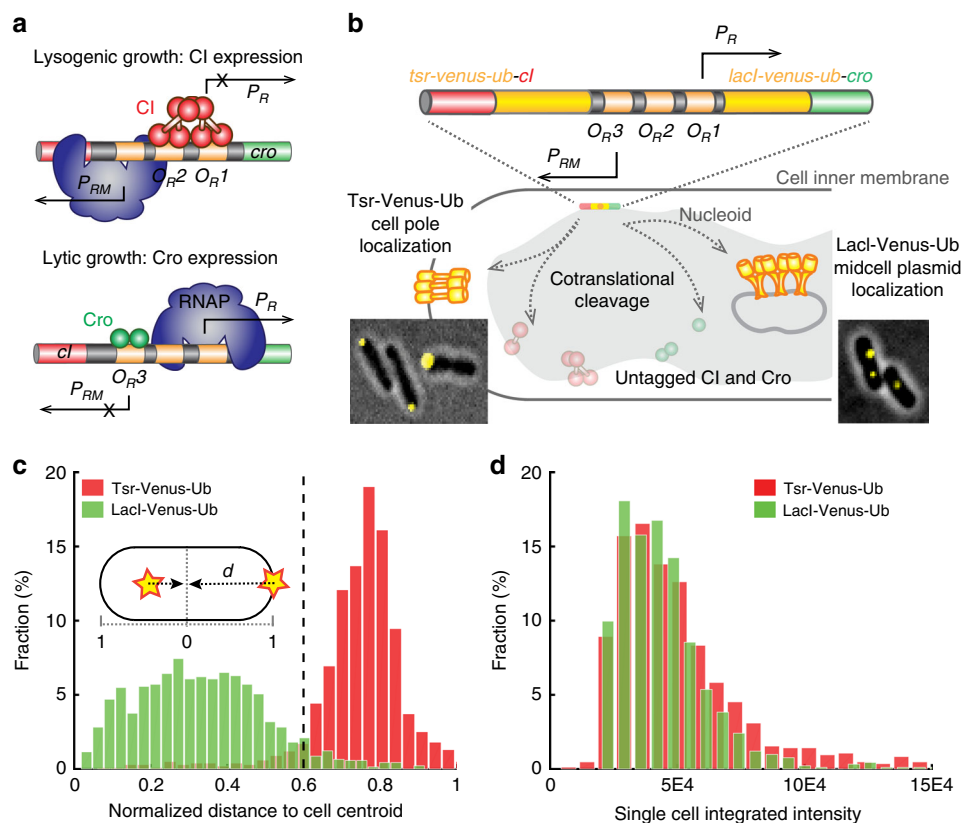 a
Lysogenic growth: CI expression
P_R
CI
cro
P_RM
O_R2
O_R1
Lytic growth: Cro expression
RNAP
P_R
Cro
cI
O_R3
P_RM
b
P_R
tsr-venus-ub-cI
lacI-venus-ub-cro
O_R3
O_R2
O_R1
P_RM
Cell inner membrane
Tsr-Venus-Ub
cell pole
localization
Nucleoid
LacI-Venus-Ub
midcell plasmid
localization
Cotranslational
cleavage
Untagged CI and Cro
c
20
15
10
5
0
Fraction (%)
Tsr-Venus-Ub
LacI-Venus-Ub
d
1
0
1
0
0.2
0.4
0.6
0.8
1
Normalized distance to cell centroid
d
20
15
10
5
0
Fraction (%)
Tsr-Venus-Ub
LacI-Venus-Ub
0
5E4
10E4
15E4
Single cell integrated intensity